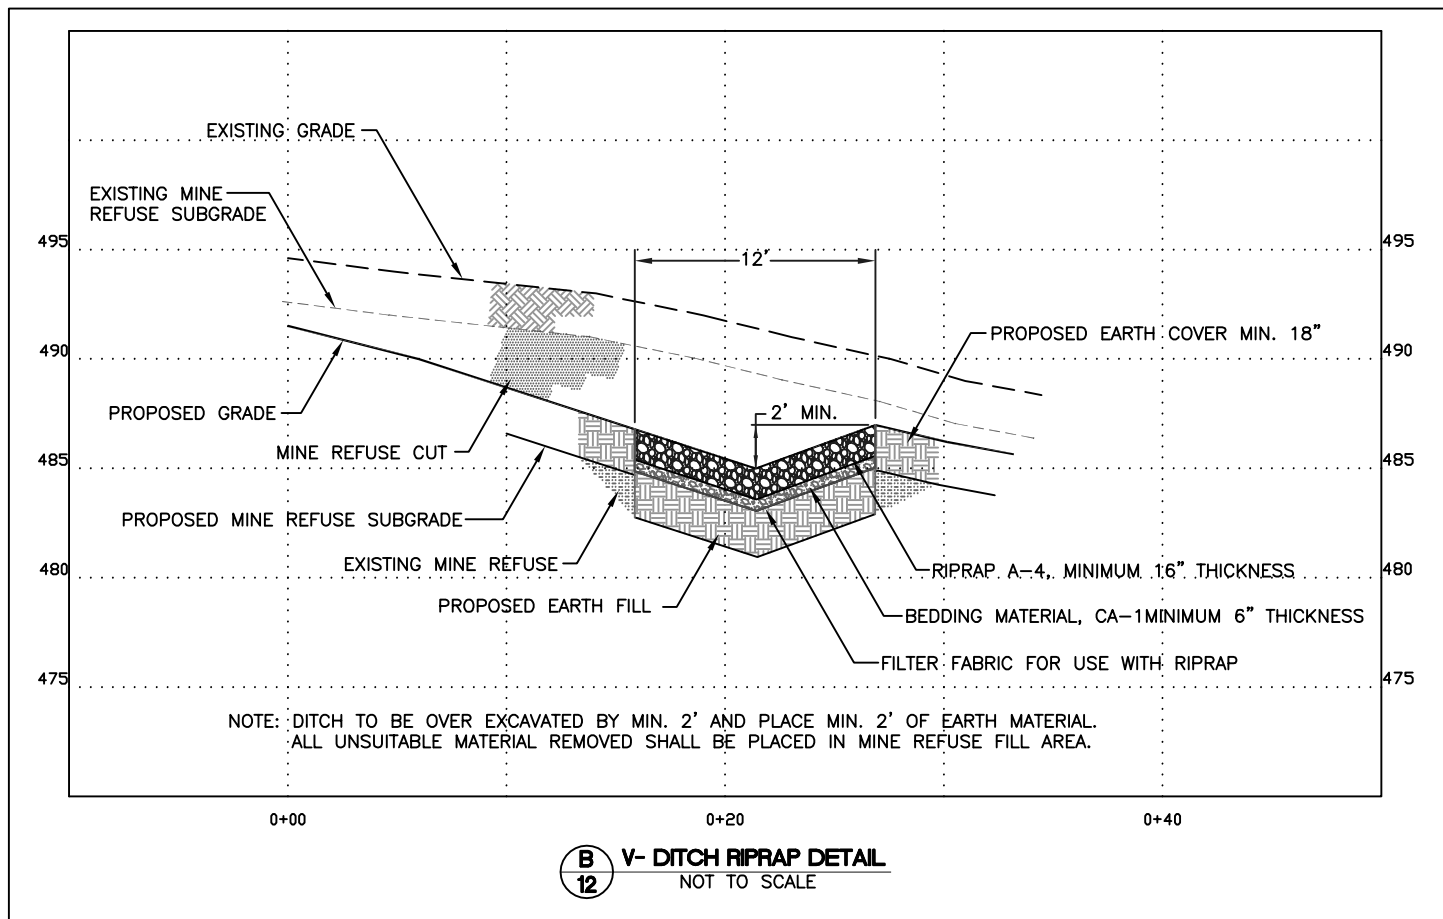 EXISTING GRADE
EXISTING MINE
REFUSE SUBGRADE
495
495
12'
PROPOSED EARTH COVER MIN. 18"
490
490
PROPOSED GRADE
2' MIN.
MINE REFUSE CUT
485
485
PROPOSED MINE REFUSE SUBGRADE
EXISTING MINE REFUSE
RIPRAP A-4, MINIMUM 16" THICKNESS
480
480
PROPOSED EARTH FILL
BEDDING MATERIAL, CA-1MINIMUM 6" THICKNESS
FILTER FABRIC FOR USE WITH RIPRAP
475
475
NOTE: DITCH TO BE OVER EXCAVATED BY MIN. 2' AND PLACE MIN. 2' OF EARTH MATERIAL.
ALL UNSUITABLE MATERIAL REMOVED SHALL BE PLACED IN MINE REFUSE FILL AREA.
0+00
0+20
0+40
B
12
V- DITCH RIPRAP DETAIL
NOT TO SCALE